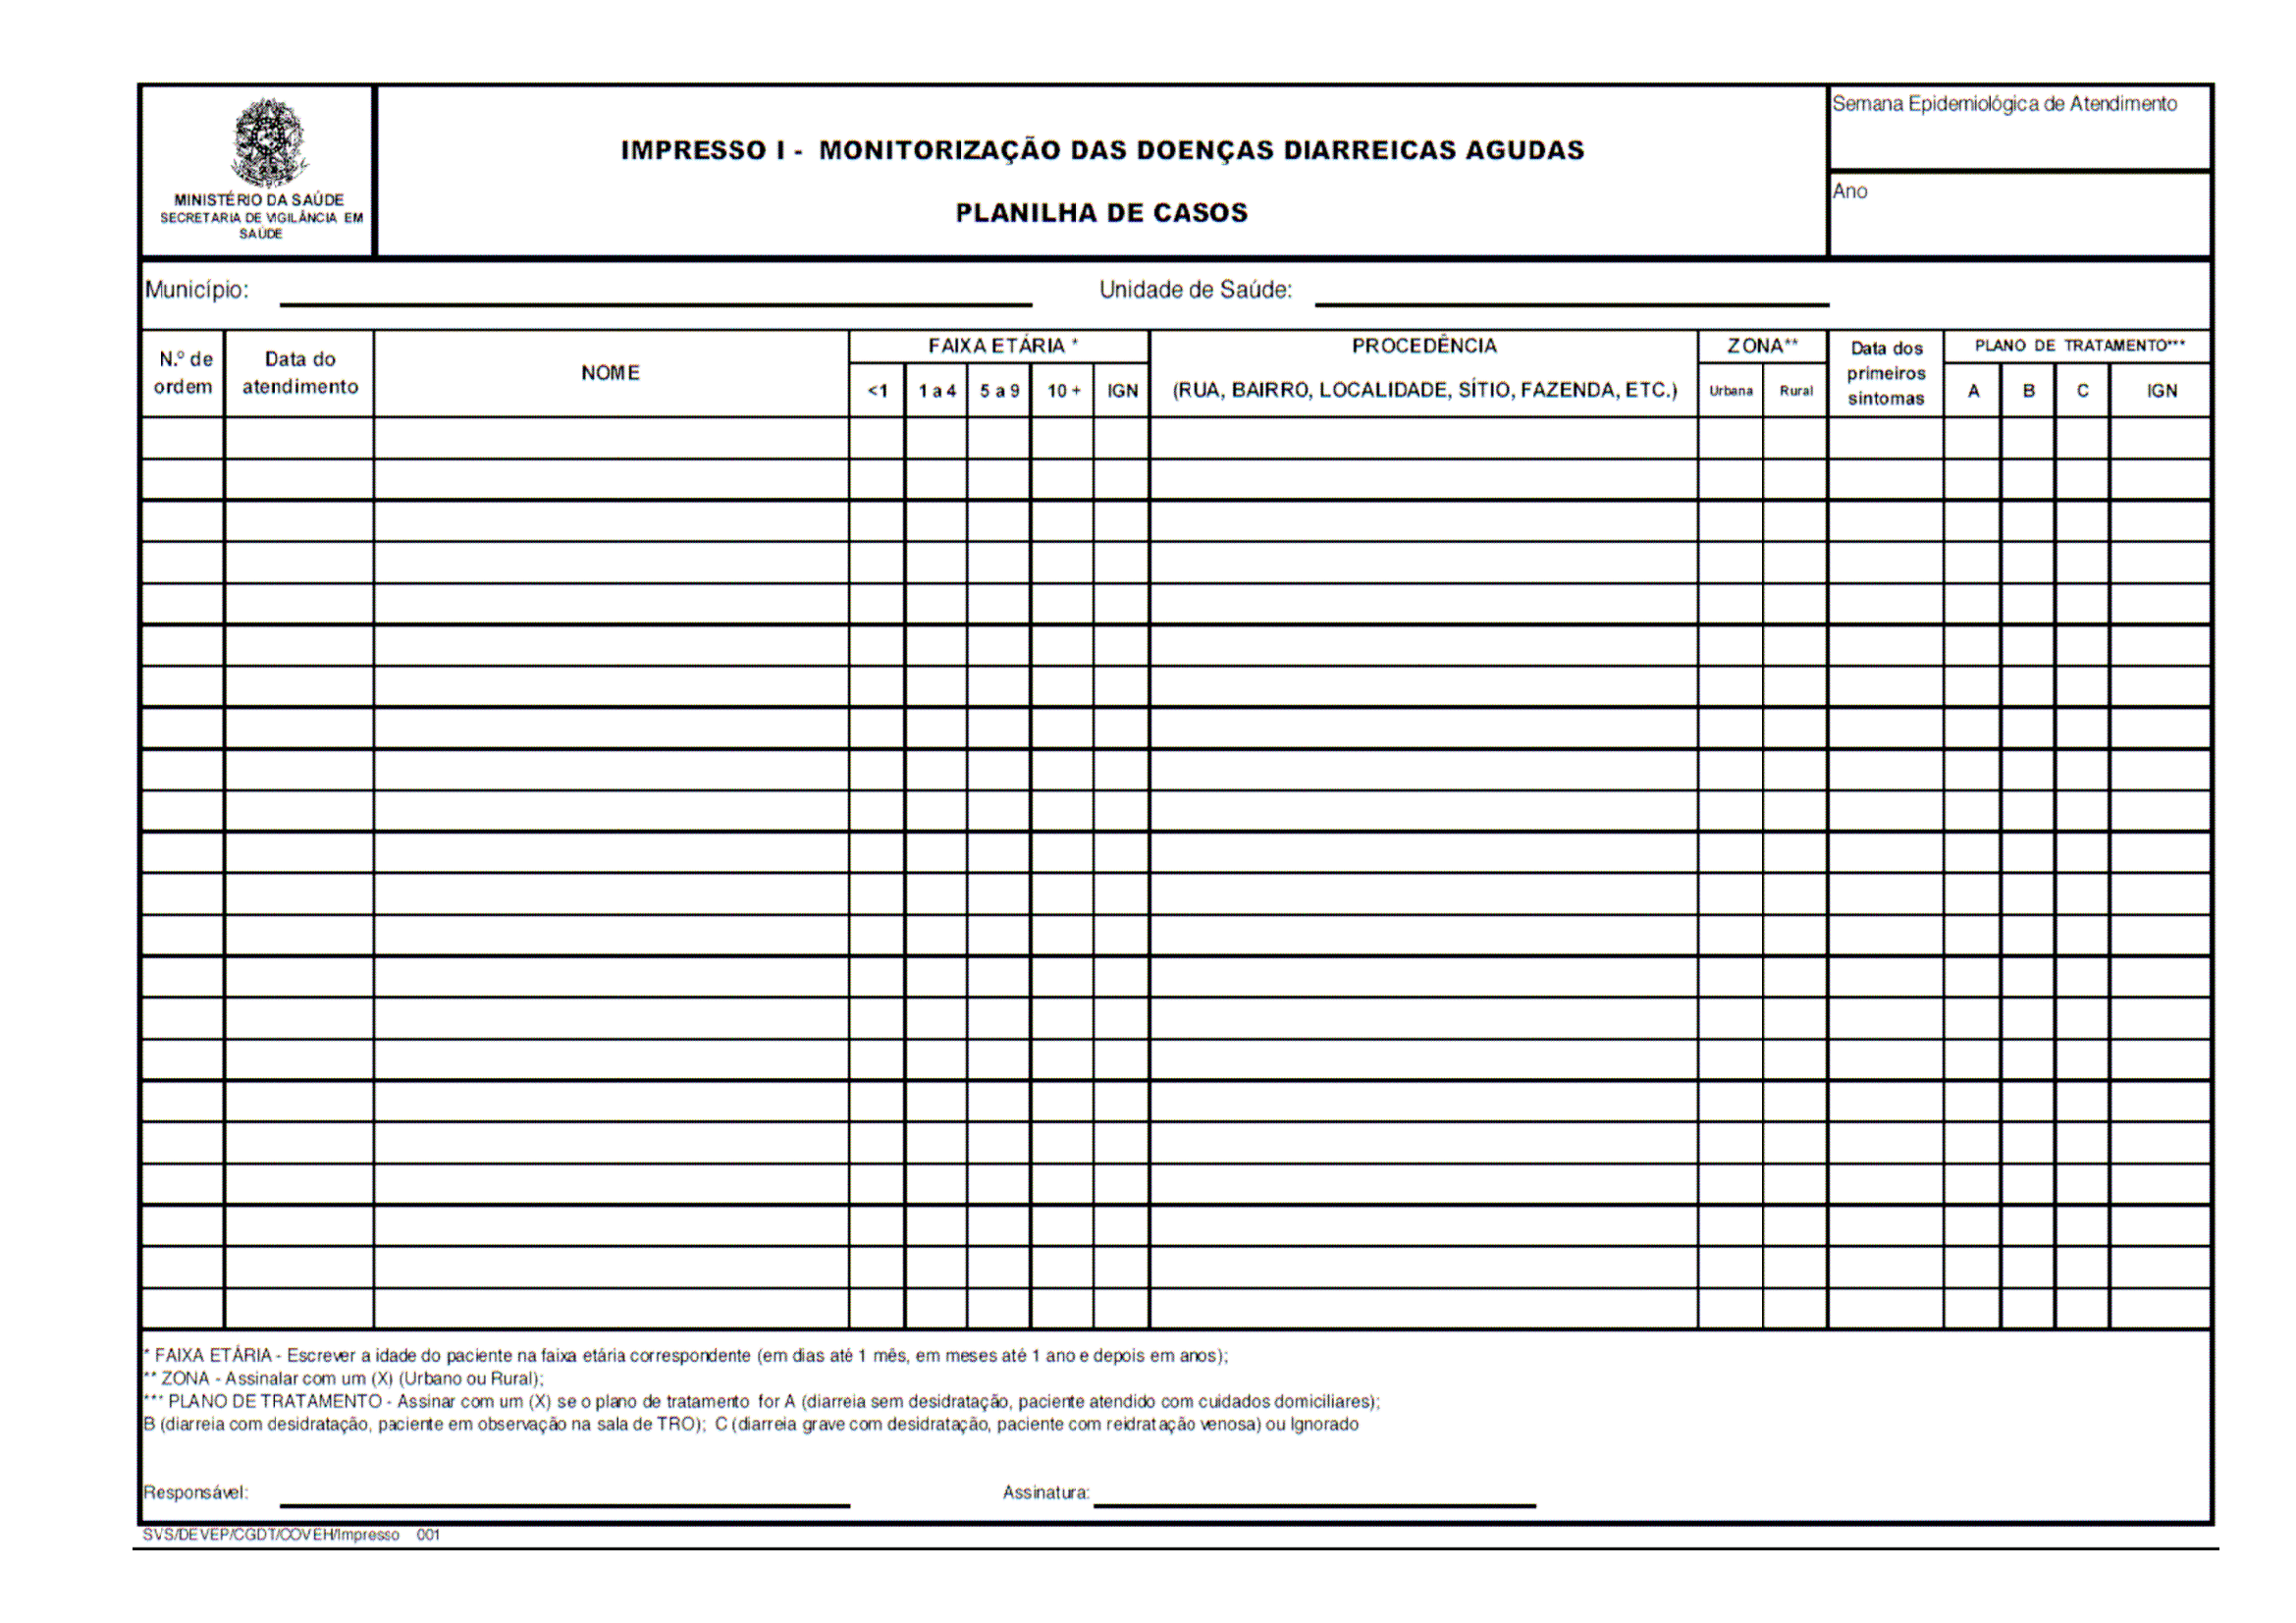 MINISTÉRIO DA SAÚDE
SECRETARIA DE VIGILÂNCIA EM
SAÚDE
IMPRESSO I - MONITORIZAÇÃO DAS DOENÇAS DIARREICAS AGUDAS
PLANILHA DE CASOS
Semana Epidemiológica de Atendimento
Ano
Município:
Unidade de Saúde:
N.º de
ordem
Data do
atendimento
NOME
FAIXA ETÁRIA *
<1 1 a 4 5 a 9 10 + IGN
PROCEDÊNCIA
(RUA, BAIRRO, LOCALIDADE, SÍTIO, FAZENDA, ETC.)
ZONA**
Urbana Rural
Data dos
primeiros
sintomas
PLANO DE TRATAMENTO***
A B C IGN
* FAIXA ETÁRIA - Escrever a idade do paciente na faixa etária correspondente (em dias até 1 mês, em meses até 1 ano e depois em anos);
** ZONA - Assinalar com um (X) (Urbano ou Rural);
*** PLANO DE TRATAMENTO - Assinar com um (X) se o plano de tratamento for A (diarreia sem desidratação, paciente atendido com cuidados domiciliares);
B (diarreia com desidratação, paciente em observação na sala de TRO); C (diarreia grave com desidratação, paciente com reidratação venosa) ou Ignorado
Responsável:
Assinatura:
SVS/DEVEP/CGDT/COVEH/Impresso 001